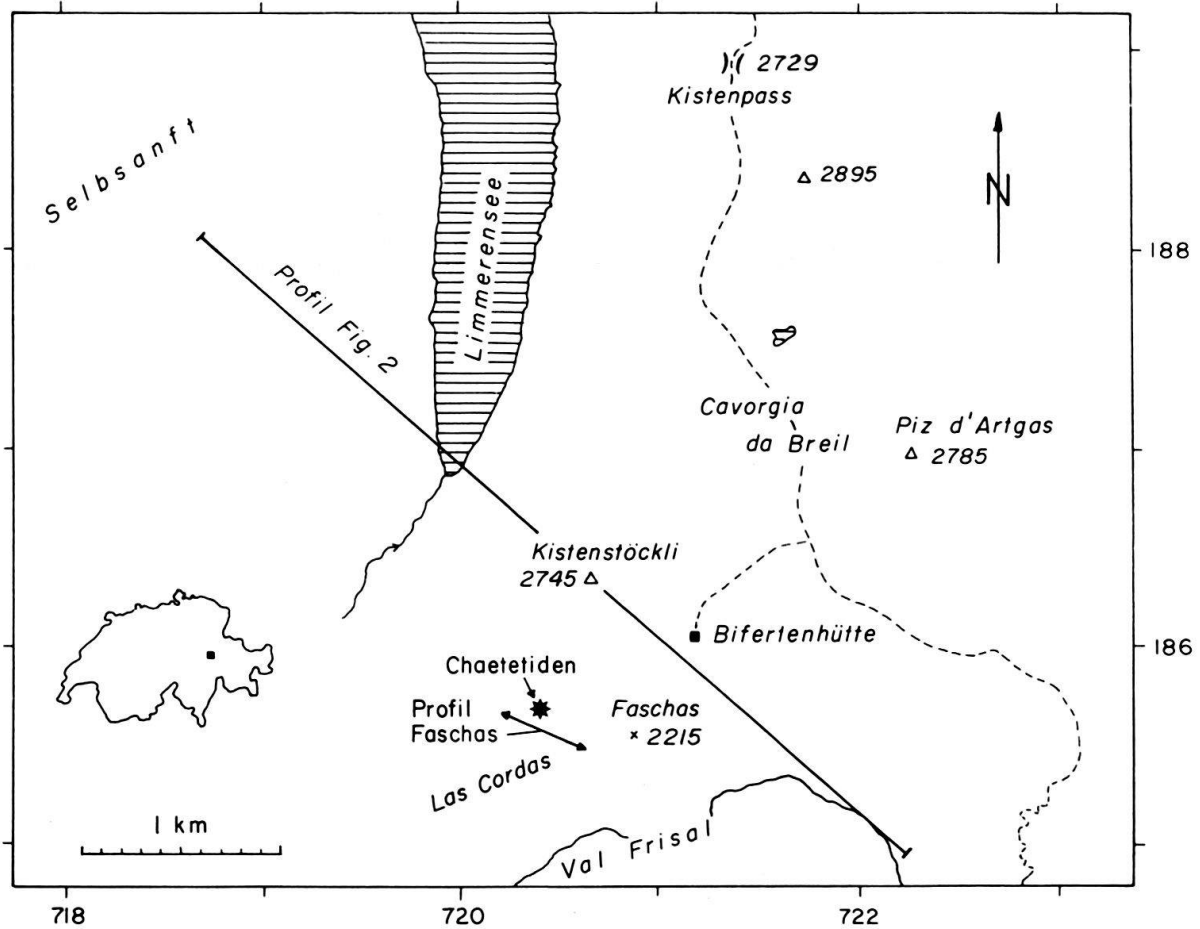 2729
Kistenpass
2895
Selbsanft
N
Limmerensee
188
Profil Fig. 2
Cavorgia
da Breil
Piz d'Artgas
2785
Kistenstöckli
2745
Bifertenhütte
186
Chaetetiden
Profil
Faschas
Faschas
2215
Las Cordas
1 km
Val Frisal
718
720
722